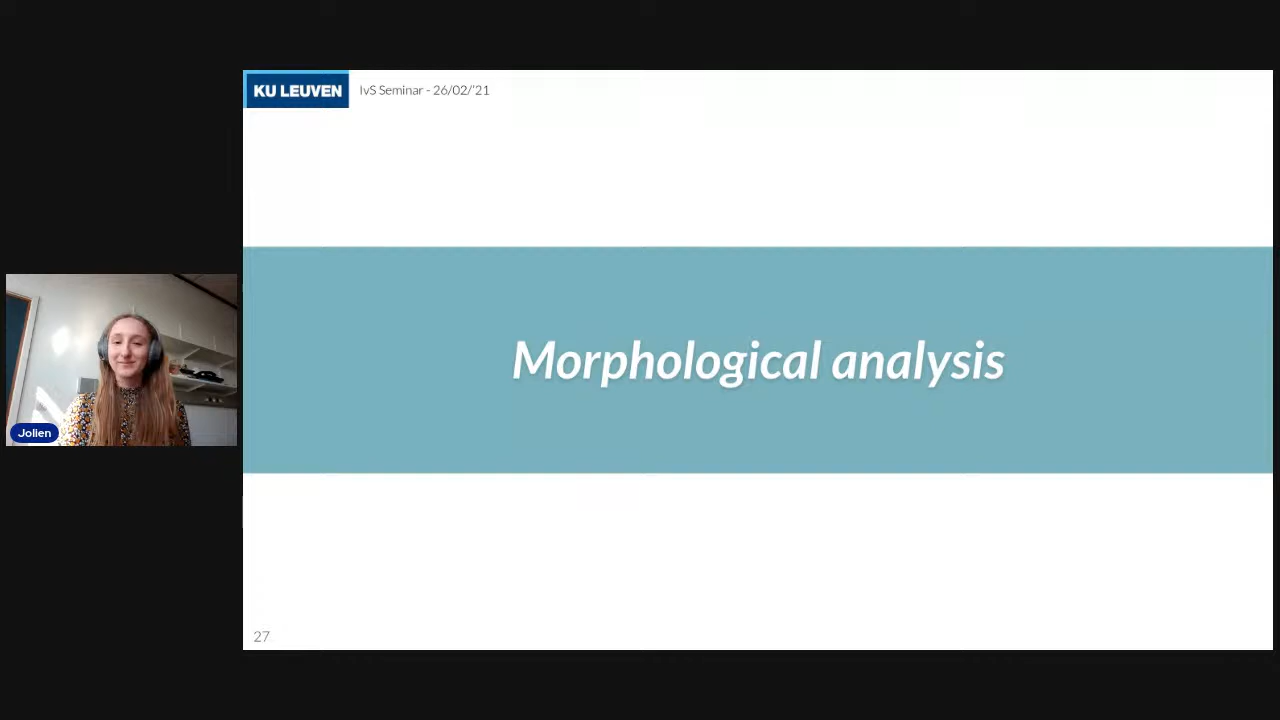 KU LEUVEN
IvS Seminar - 26/02/'21
Morphological analysis
Jolien
27